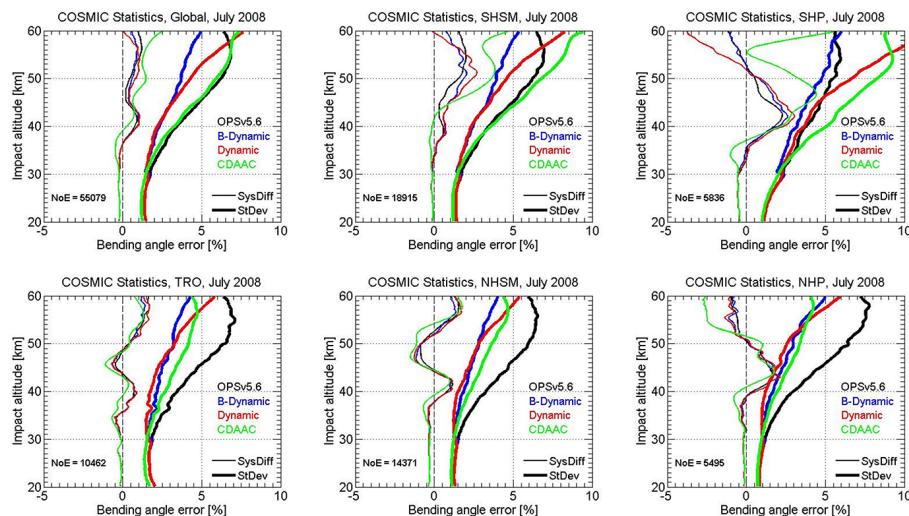 COSMIC Statistics, Global, July 2008
60
50
40
30
20
Impact altitude [km]
OPSv5.6
B-Dynamic
Dynamic
CDAAC
NoE = 55079
SysDiff
StDev
-5 0 5 10
Bending angle error [%]
COSMIC Statistics, SHSM, July 2008
60
50
40
30
20
Impact altitude [km]
OPSv5.6
B-Dynamic
Dynamic
CDAAC
NoE = 18915
SysDiff
StDev
-5 0 5 10
Bending angle error [%]
COSMIC Statistics, SHP, July 2008
60
50
40
30
20
Impact altitude [km]
OPSv5.6
B-Dynamic
Dynamic
CDAAC
NoE = 5836
SysDiff
StDev
-5 0 5 10
Bending angle error [%]
COSMIC Statistics, TRO, July 2008
60
50
40
30
20
Impact altitude [km]
OPSv5.6
B-Dynamic
Dynamic
CDAAC
NoE = 10462
SysDiff
StDev
-5 0 5 10
Bending angle error [%]
COSMIC Statistics, NHSM, July 2008
60
50
40
30
20
Impact altitude [km]
OPSv5.6
B-Dynamic
Dynamic
CDAAC
NoE = 14371
SysDiff
StDev
-5 0 5 10
Bending angle error [%]
COSMIC Statistics, NHP, July 2008
60
50
40
30
20
Impact altitude [km]
OPSv5.6
B-Dynamic
Dynamic
CDAAC
NoE = 5495
SysDiff
StDev
-5 0 5 10
Bending angle error [%]